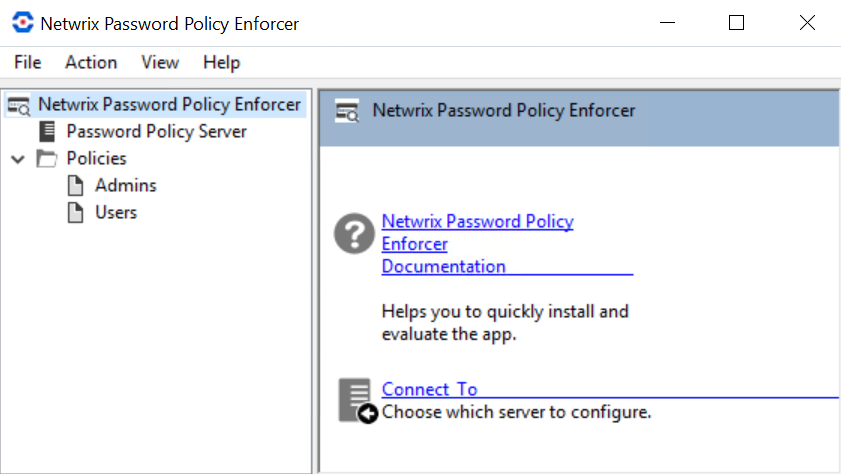 Netwrix Password Policy Enforcer
File Action View Help
Netwrix Password Policy Enforcer
Password Policy Server
Policies
Admins
Users
Netwrix Password Policy Enforcer
Netwrix Password Policy
Enforcer
Documentation
Helps you to quickly install and
evaluate the app.
Connect To
Choose which server to configure.